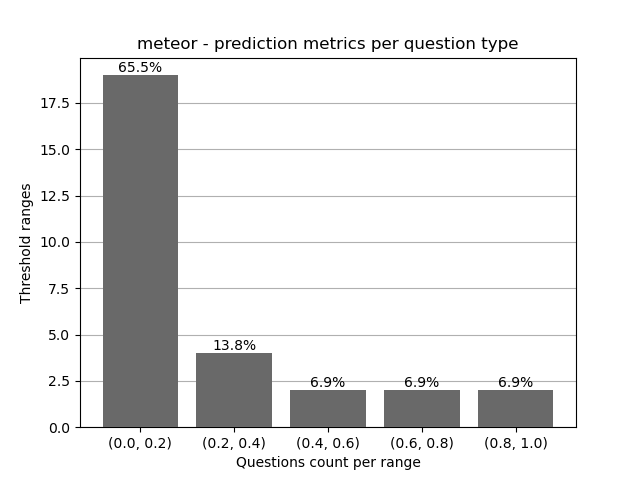 meteor - prediction metrics per question type
65.5%
17.5
15.0
12.5
10.0
7.5
5.0
2.5
0.0
Threshold ranges
13.8%
6.9% 6.9% 6.9%
(0.0, 0.2) (0.2, 0.4) (0.4, 0.6) (0.6, 0.8) (0.8, 1.0)
Questions count per range